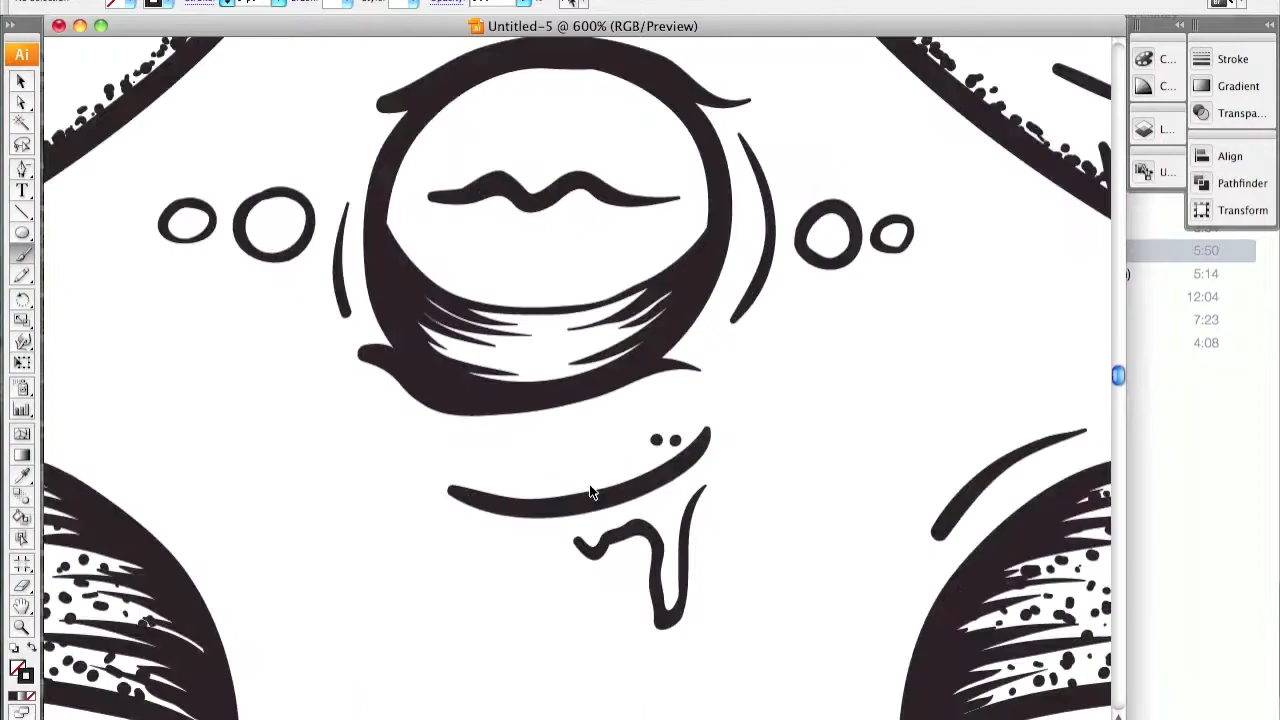 Untitled-5 @ 600% (RGB/Preview)
Ai
T
C...
C...
L...
U...
Stroke
Gradient
Transpa...
Align
Pathfinder
Transform
5:50
5:14
12:04
7:23
4:08